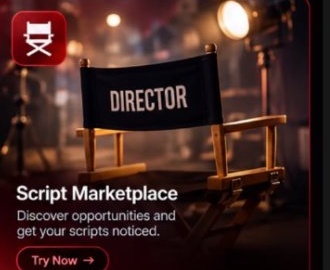 DIRECTOR
Script Marketplace
Discover opportunities and
get your scripts noticed.
Try Now →